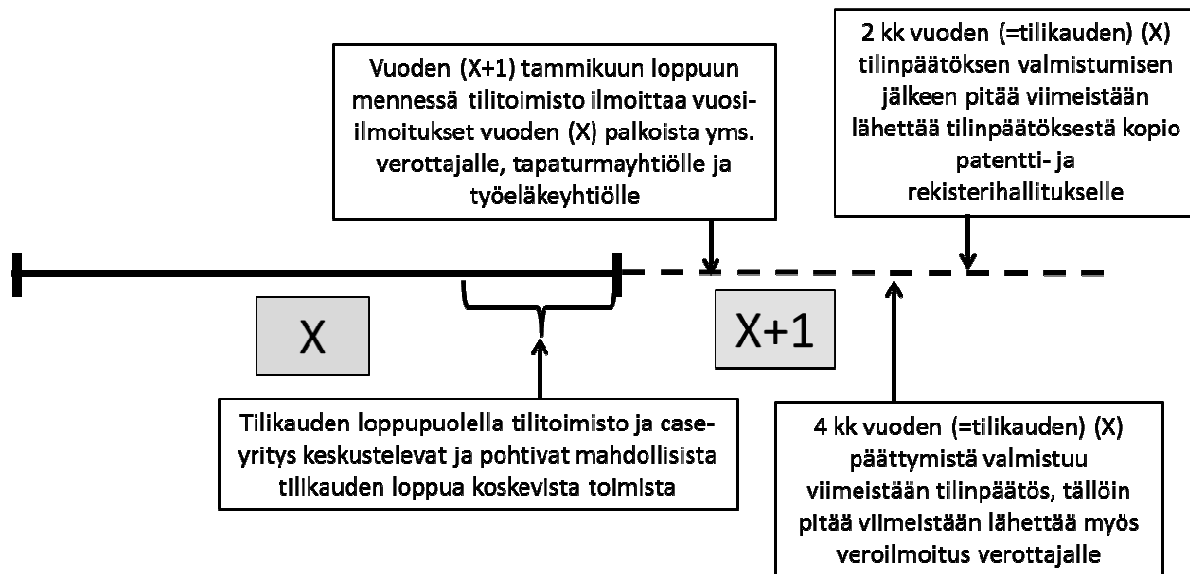 Vuoden (X+1) tammikuun loppuun
mennessä tilitoimisto ilmoittaa vuosi-
ilmoitukset vuoden (X) palkoista yms.
verottajalle, tapaturmayhtiölle ja
työeläkeyhtiölle
2 kk vuoden (=tilikauden) (X)
tilinpäätöksen valmistumisen
jälkeen pitää viimeistään
lähettää tilinpäätöksestä kopio
patentti- ja
rekisterihallitukselle
X
X+1
Tilikauden loppupuolella tilitoimisto ja case-
yritys keskustelevat ja pohtivat mahdollisista
tilikauden loppua koskevista toimista
4 kk vuoden (=tilikauden) (X)
päättymistä valmistuu
viimeistään tilinpäätös, tällöin
pitää viimeistään lähettää myös
veroilmoitus verottajalle